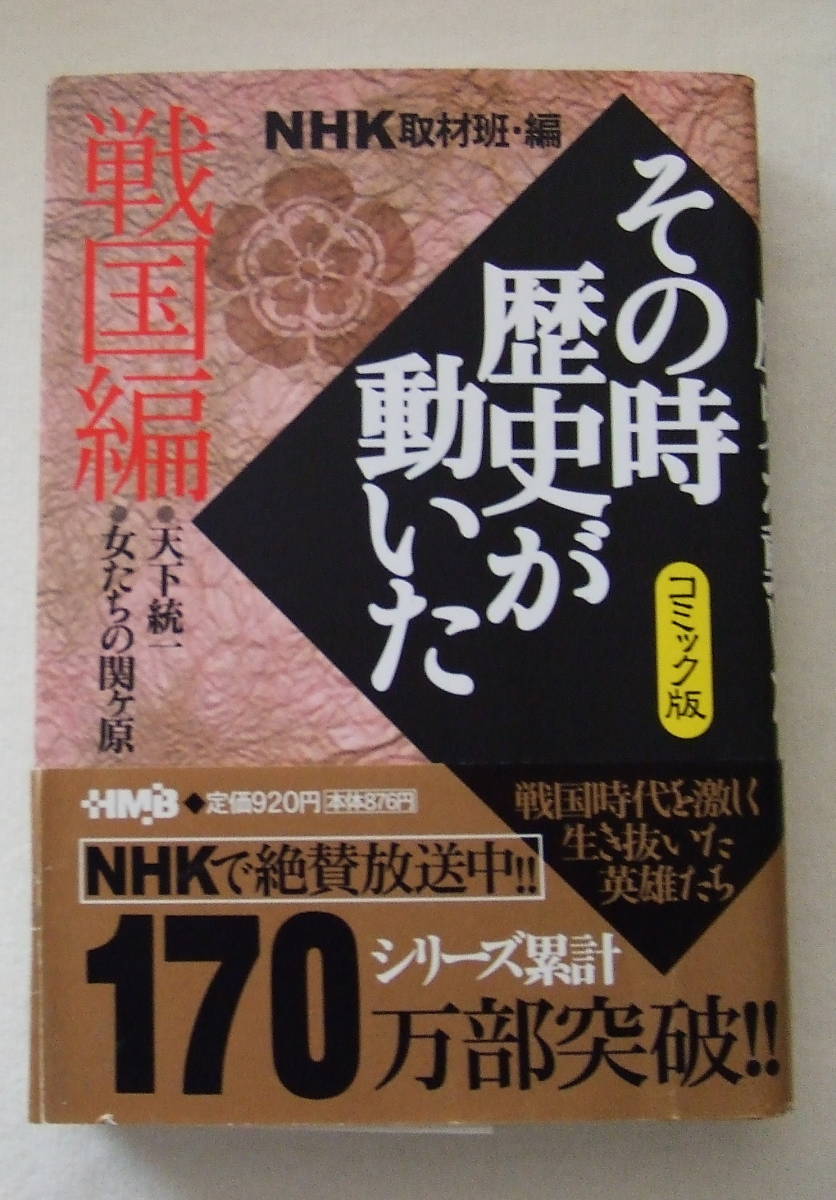 NHK取材班・編
その時
歴史が
動いた
コミック版
戦国編
●天下統一
●女たちの関ヶ原
HMB◆定価920円 本体876円
NHKで絶賛放送中!!
戦国時代を激しく
生き抜いた
英雄たち
170
シリーズ累計
万部突破!!